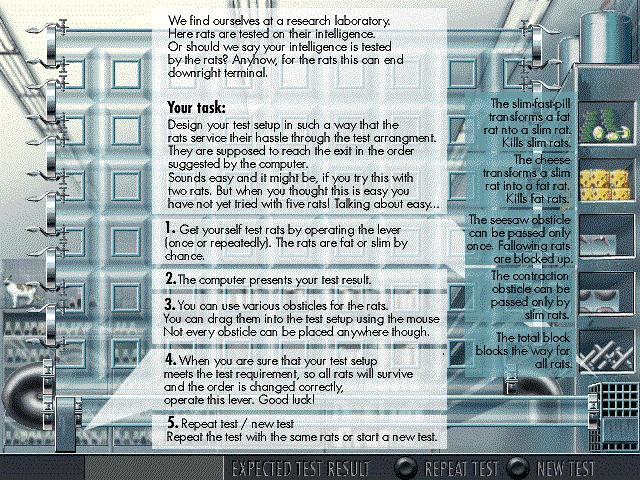 We find ourselves at a research laboratory.
Here rats are tested on their intelligence.
Or should we say your intelligence is tested
by the rats? Anyhow, for the rats this can end
downright terminal.
Your task:
Design your test setup in such a way that the
rats service their hassle through the test arrangment.
They are supposed to reach the exit in the order
suggested by the computer.
Sounds easy and it might be, if you try this with
two rats. But when you thought this is easy you
have not yet tried with five rats! Talking about easy...
1. Get yourself test rats by operating the lever
(once or repeatedly). The rats are fat or slim by
chance.
2. The computer presents your test result.
3. You can use various obsticles for the rats.
You can drag them into the test setup using the mouse
Not every obsticle can be placed anywhere though.
4. When you are sure that your test setup
meets the test requirement, so all rats will survive
and the order is changed correctly,
operate this lever. Good luck!
5. Repeat test / new test
Repeat the test with the same rats or start a new test.
The slim-fast-pill
transforms a fat
rat nto a slim rat.
Kills slim rats.
The cheese
transforms a slim
rat into a fat rat.
Kills fat rats.
The seesaw obsticle
can be passed only
once. Fallowing rats
are blocked up.
The contraction
obsticle can be
passed only by
slim rats.
The total block
blocks the way for
all rats.
EXPECTED TEST RESULT
REPEAT TEST
NEW TEST